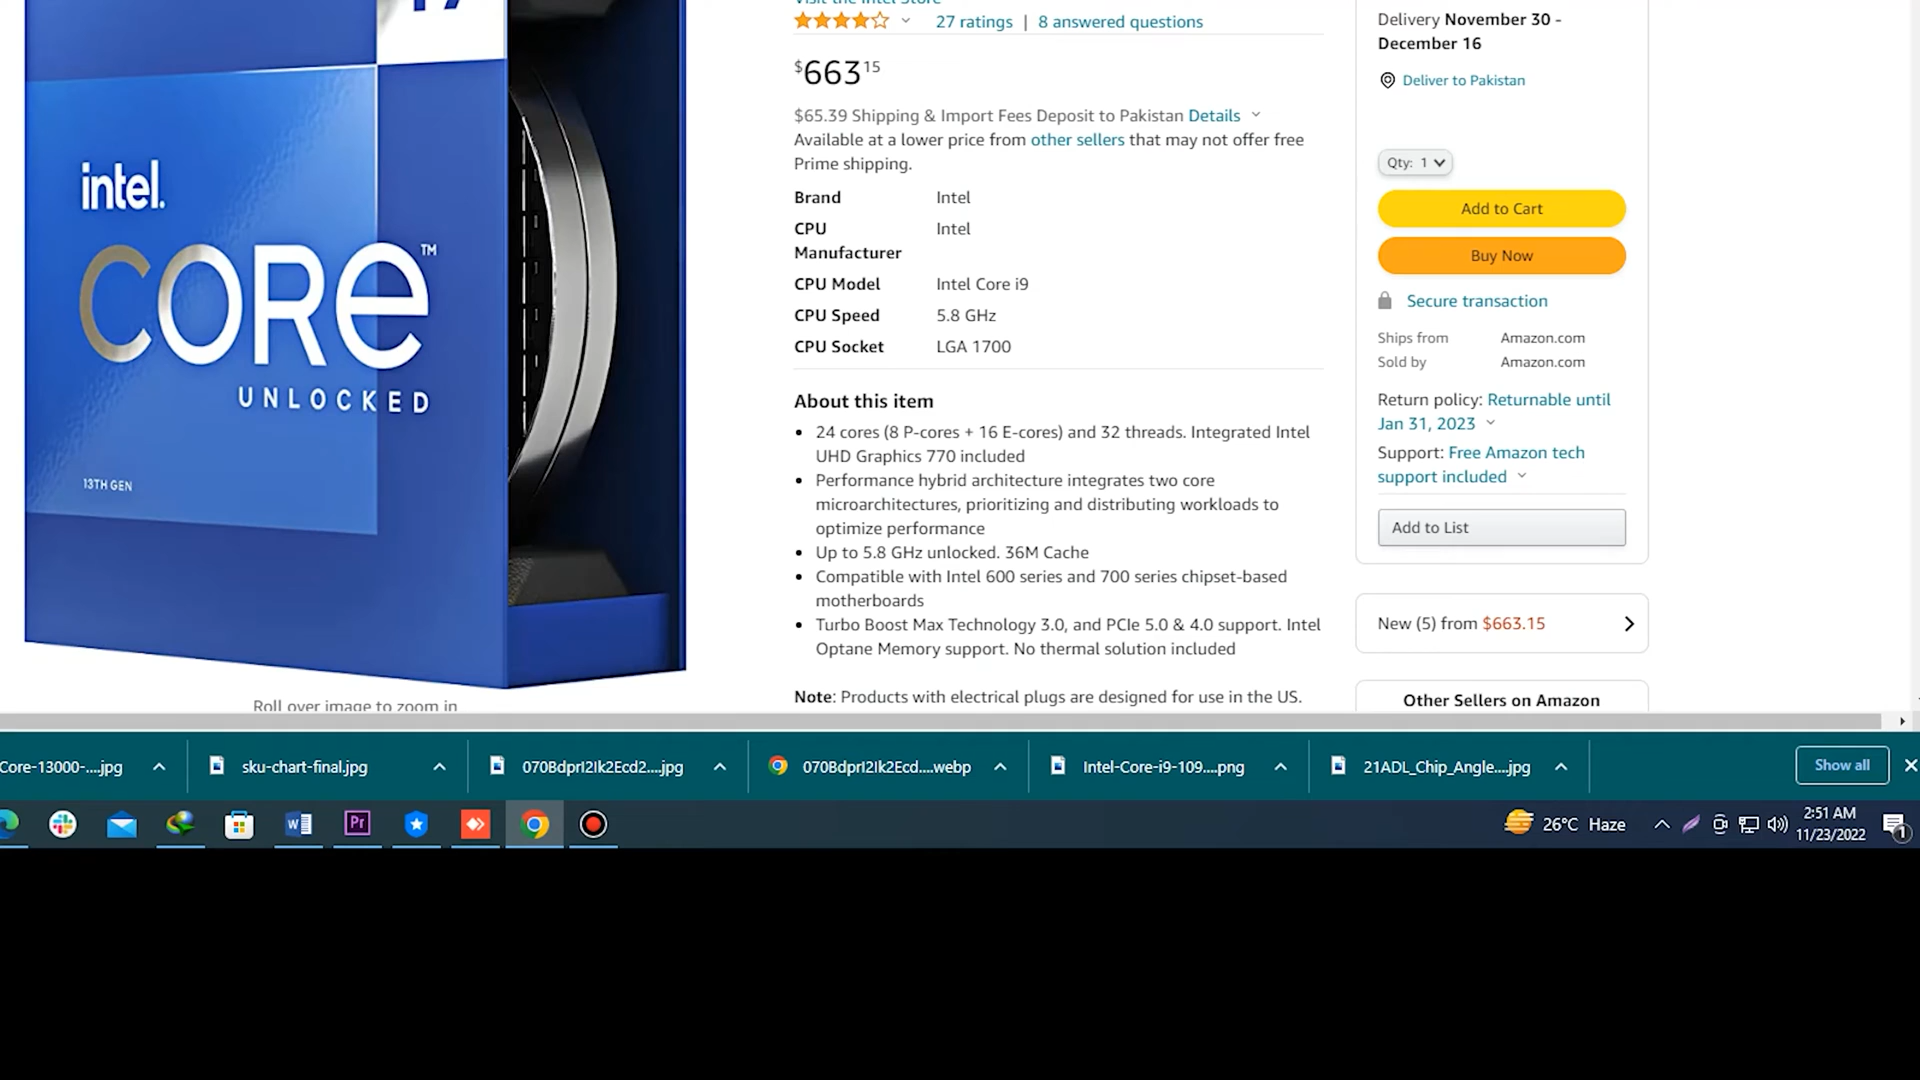 intel.
CORE™
UNLOCKED
13TH GEN
Roll over image to zoom in
Visit the Intel Store
27 ratings | 8 answered questions
$663 15
$65.39 Shipping & Import Fees Deposit to Pakistan Details
Available at a lower price from other sellers that may not offer free
Prime shipping.
Brand Intel
CPU Intel
Manufacturer
CPU Model Intel Core i9
CPU Speed 5.8 GHz
CPU Socket LGA 1700
About this item
• 24 cores (8 P-cores + 16 E-cores) and 32 threads. Integrated Intel
UHD Graphics 770 included
• Performance hybrid architecture integrates two core
microarchitectures, prioritizing and distributing workloads to
optimize performance
• Up to 5.8 GHz unlocked. 36M Cache
• Compatible with Intel 600 series and 700 series chipset-based
motherboards
• Turbo Boost Max Technology 3.0, and PCIe 5.0 & 4.0 support. Intel
Optane Memory support. No thermal solution included
Note: Products with electrical plugs are designed for use in the US.
Delivery November 30 -
December 16
Deliver to Pakistan
Qty: 1
Add to Cart
Buy Now
Secure transaction
Ships from Amazon.com
Sold by Amazon.com
Return policy: Returnable until
Jan 31, 2023
Support: Free Amazon tech
support included
Add to List
New (5) from $663.15
Other Sellers on Amazon
Core-13000-....jpg
sku-chart-final.jpg
070BdprI2Ik2Ecd2....jpg
070BdprI2Ik2Ecd....webp
Intel-Core-i9-109....png
21ADL_Chip_Angle....jpg
Show all
W
Pr
26°C Haze
2:51 AM
11/23/2022
1